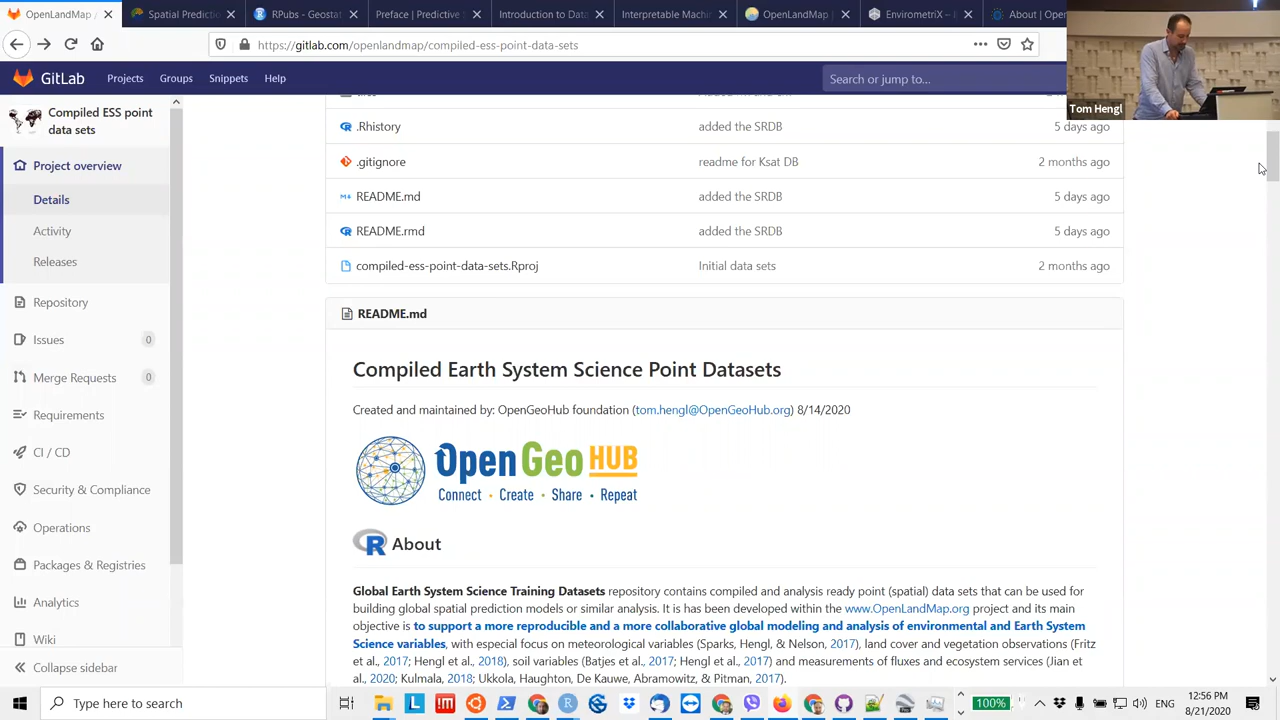 OpenLandMap
Spatial Predictio
RPubs - Geostat
Preface | Predictive S
Introduction to Data
Interpretable Machin
OpenLandMap |
EnvirometriX –
About | Open
https://gitlab.com/openlandmap/compiled-ess-point-data-sets
GitLab
Projects
Groups
Snippets
Help
Search or jump to...
Tom Hengl
Compiled ESS point
data sets
Project overview
Details
Activity
Releases
Repository
Issues 0
Merge Requests 0
Requirements
CI / CD
Security & Compliance
Operations
Packages & Registries
Analytics
Wiki
Collapse sidebar
.Rhistory added the SRDB 5 days ago
.gitignore readme for Ksat DB 2 months ago
README.md added the SRDB 5 days ago
README.rmd added the SRDB 5 days ago
compiled-ess-point-data-sets.Rproj Initial data sets 2 months ago
README.md
Compiled Earth System Science Point Datasets
Created and maintained by: OpenGeoHub foundation (tom.hengl@OpenGeoHub.org) 8/14/2020
OpenGeo HUB
Connect • Create • Share • Repeat
R About
Global Earth System Science Training Datasets repository contains compiled and analysis ready point (spatial) data sets that can be used for
building global spatial prediction models or similar analysis. It is has been developed within the www.OpenLandMap.org project and its main
objective is to support a more reproducible and a more collaborative global modeling and analysis of environmental and Earth System
Science variables, with especial focus on meteorological variables (Sparks, Hengl, & Nelson, 2017), land cover and vegetation observations (Fritz
et al., 2017; Hengl et al., 2018), soil variables (Batjes et al., 2017; Hengl et al., 2017) and measurements of fluxes and ecosystem services (Jian et
al., 2020; Kulmala, 2018; Ukkola, Haughton, De Kauwe, Abramowitz, & Pitman, 2017).
Type here to search
100%
ENG
12:56 PM
8/21/2020